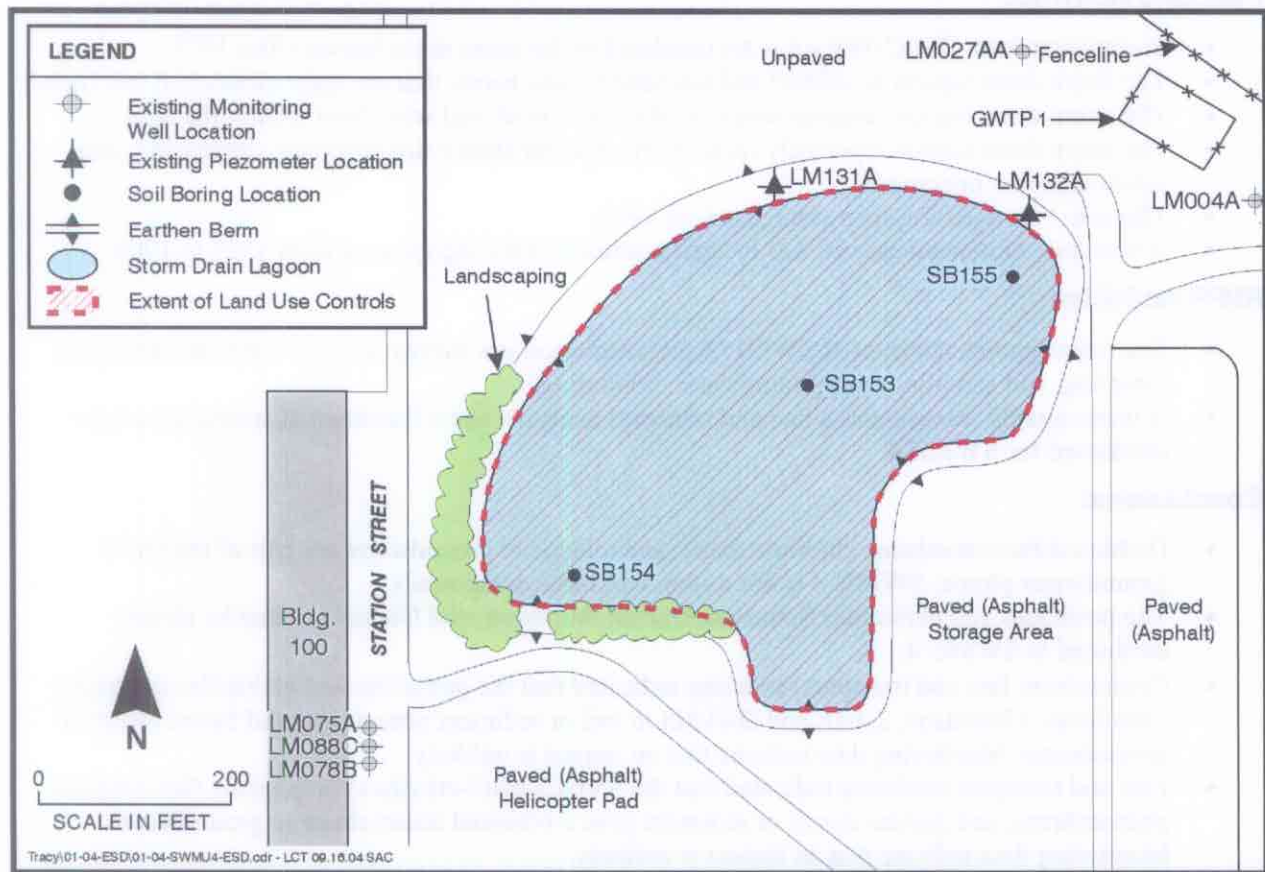 LEGEND
Existing Monitoring
Well Location
Existing Piezometer Location
Soil Boring Location
Earthen Berm
Storm Drain Lagoon
Extent of Land Use Controls
Unpaved
LM027AA
Fenceline
GWTP 1
LM131A
LM132A
LM004A
Landscaping
SB155
SB153
SB154
STATION STREET
Bldg.
100
Paved (Asphalt)
Storage Area
Paved
(Asphalt)
LM075A
LM088C
LM078B
N
0 200
SCALE IN FEET
Paved (Asphalt)
Helicopter Pad
Tracy\01-04-ESD\01-04-SWMU4-ESD.cdr - LCT 09.16.04 SAC